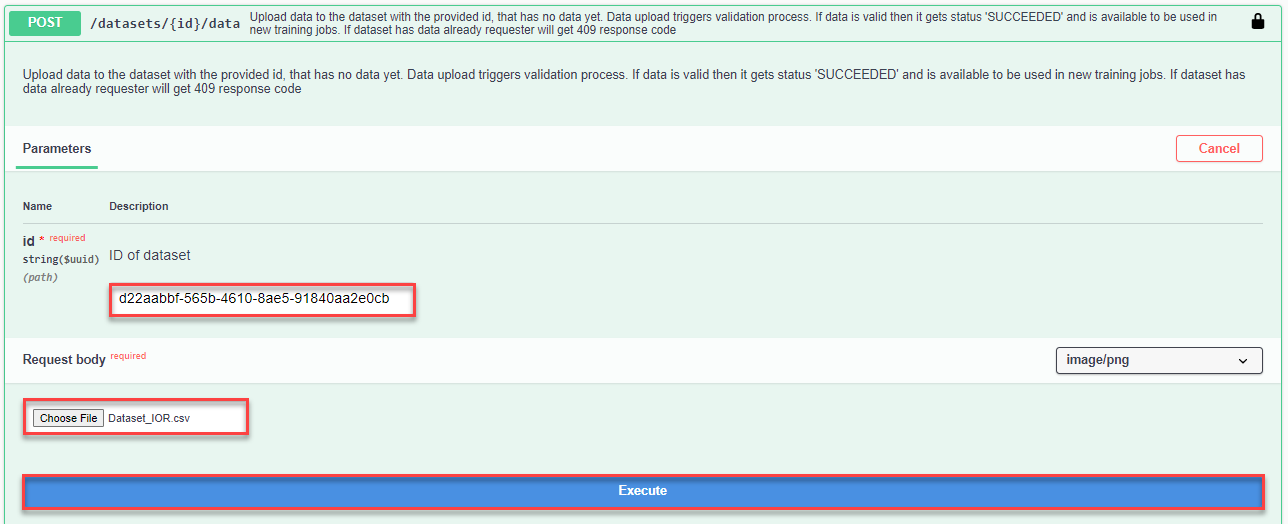 POST /datasets/{id}/data Upload data to the dataset with the provided id, that has no data yet. Data upload triggers validation process. If data is valid then it gets status 'SUCCEEDED' and is available to be used in
new training jobs. If dataset has data already requester will get 409 response code
Upload data to the dataset with the provided id, that has no data yet. Data upload triggers validation process. If data is valid then it gets status 'SUCCEEDED' and is available to be used in new training jobs. If dataset has
data already requester will get 409 response code
Parameters
Cancel
Name Description
id * required
string($uuid)
(path)
ID of dataset
d22aabbf-565b-4610-8ae5-91840aa2e0cb
Request body required
image/png
Choose File Dataset_IOR.csv
Execute